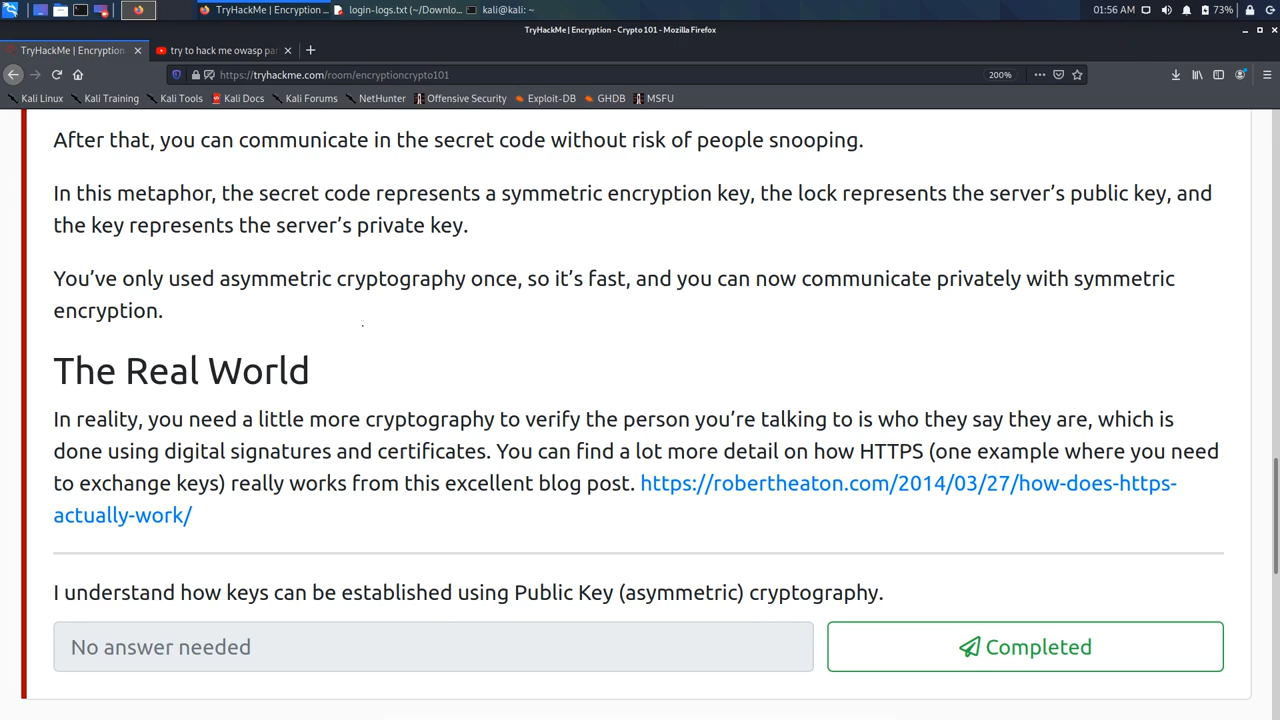 TryHackMe | Encryption ...
login-logs.txt (~/Downlo...
kali@kali: ~
01:56 AM
73%
TryHackMe | Encryption - Crypto 101 - Mozilla Firefox
TryHackMe | Encryption
try to hack me owasp par
https://tryhackme.com/room/encryptioncrypto101
200%
Kali Linux
Kali Training
Kali Tools
Kali Docs
Kali Forums
NetHunter
Offensive Security
Exploit-DB
GHDB
MSFU
After that, you can communicate in the secret code without risk of people snooping.
In this metaphor, the secret code represents a symmetric encryption key, the lock represents the server’s public key, and
the key represents the server’s private key.
You’ve only used asymmetric cryptography once, so it’s fast, and you can now communicate privately with symmetric
encryption.
The Real World
In reality, you need a little more cryptography to verify the person you’re talking to is who they say they are, which is
done using digital signatures and certificates. You can find a lot more detail on how HTTPS (one example where you need
to exchange keys) really works from this excellent blog post. https://robertheaton.com/2014/03/27/how-does-https-
actually-work/
I understand how keys can be established using Public Key (asymmetric) cryptography.
No answer needed
Completed